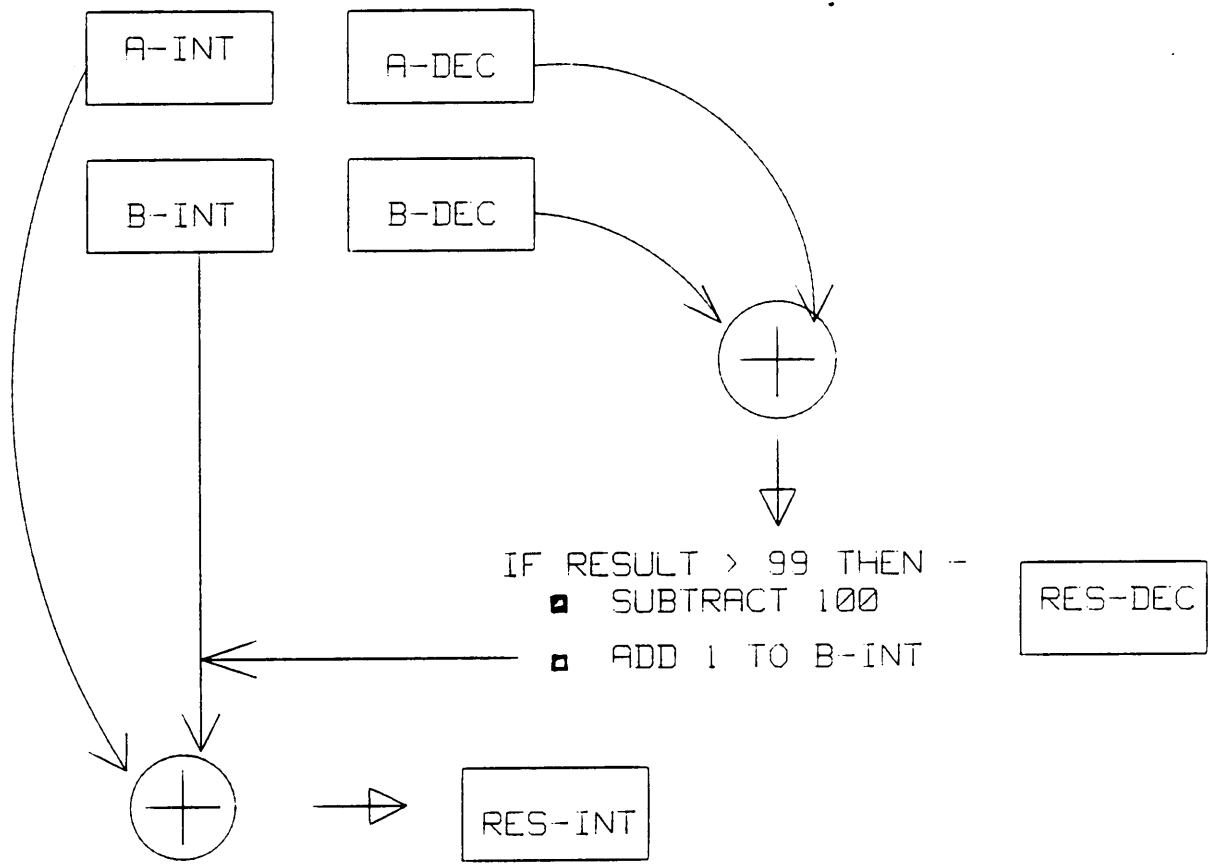 A-INT
A-DEC
B-INT
B-DEC
IF RESULT > 99 THEN -
SUBTRACT 100
ADD 1 TO B-INT
RES-DEC
RES-INT